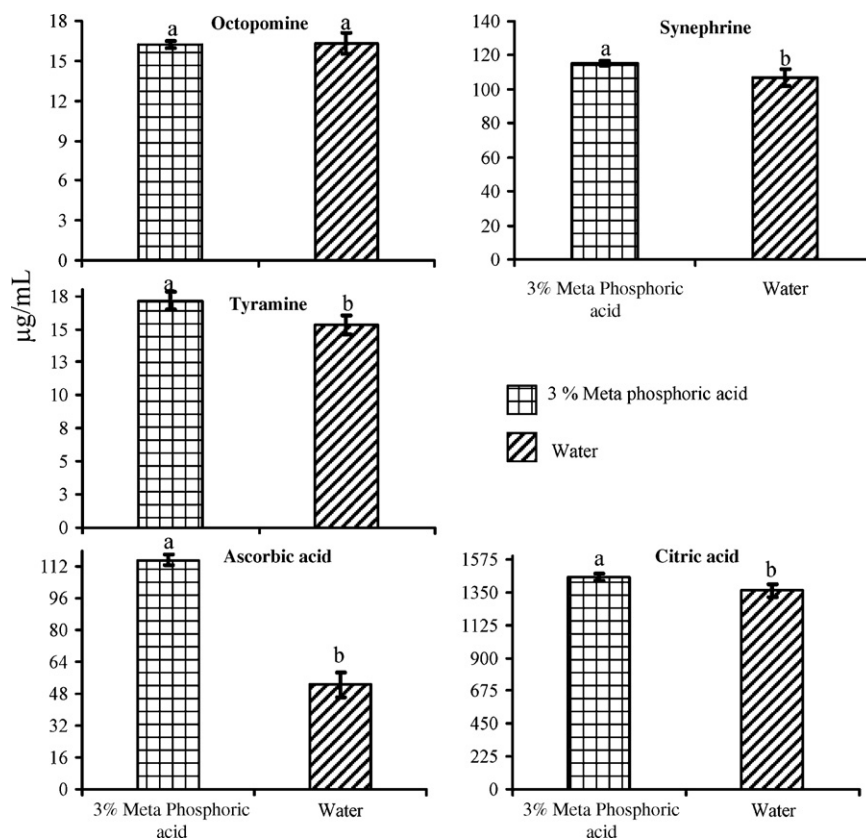 Octopomine
a
a
18
16
13
11
9
6
3
0
Synephrine
a
b
140
120
100
80
60
40
20
0
3% Meta Phosphoric
acid
Water
µg/mL
Tyramine
a
b
18
15
13
10
8
5
3
0
3 % Meta phosphoric acid
Water
Ascorbic acid
a
b
112
96
80
64
48
32
16
0
3% Meta Phosphoric
acid
Water
Citric acid
a
b
1575
1350
1125
900
675
450
225
0
3% Meta Phosphoric
acid
Water